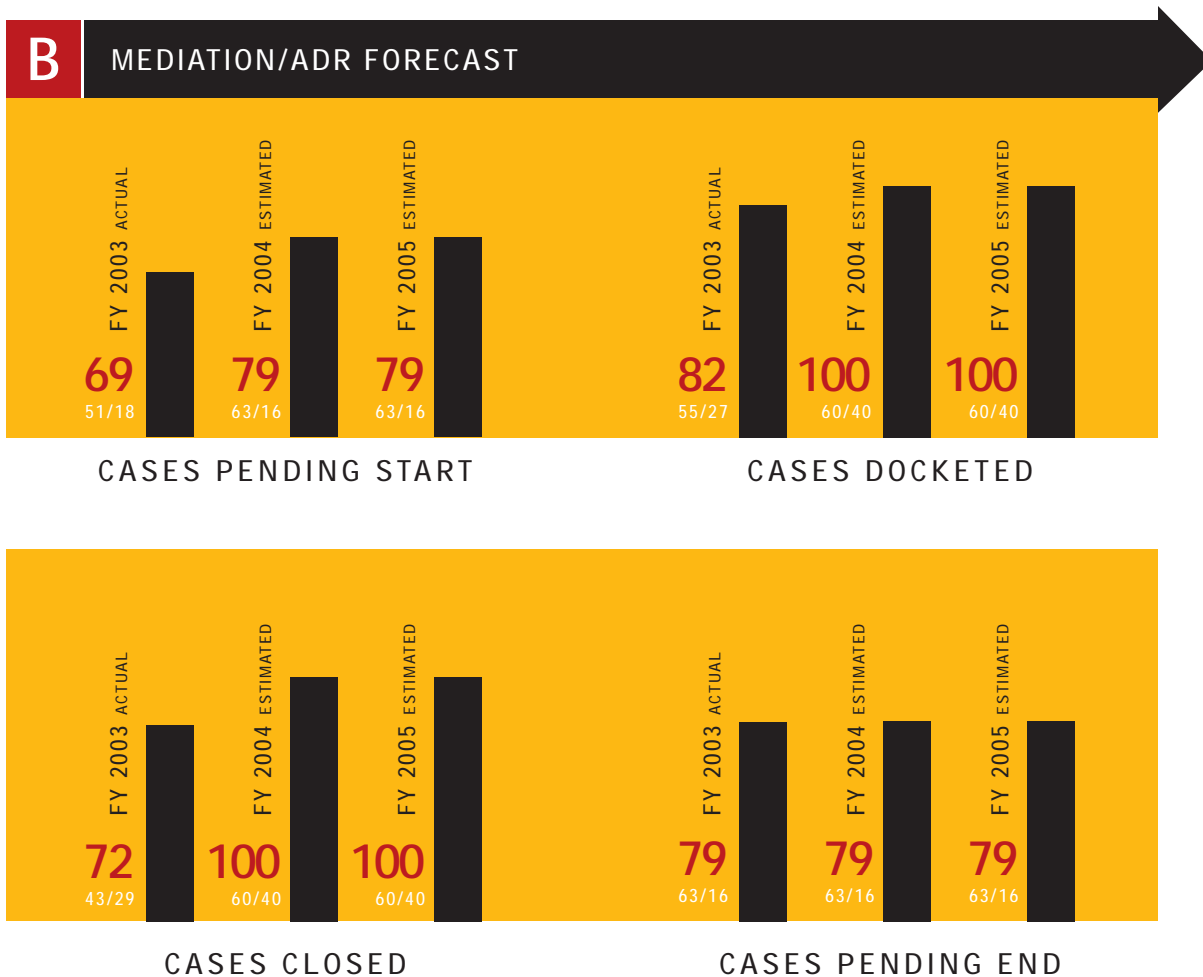 B
MEDIATION/ADR FORECAST
FY 2003 ACTUAL
69
51/18
FY 2004 ESTIMATED
79
63/16
FY 2005 ESTIMATED
79
63/16
CASES PENDING START
FY 2003 ACTUAL
82
55/27
FY 2004 ESTIMATED
100
60/40
FY 2005 ESTIMATED
100
60/40
CASES DOCKETED
FY 2003 ACTUAL
72
43/29
FY 2004 ESTIMATED
100
60/40
FY 2005 ESTIMATED
100
60/40
CASES CLOSED
FY 2003 ACTUAL
79
63/16
FY 2004 ESTIMATED
79
63/16
FY 2005 ESTIMATED
79
63/16
CASES PENDING END